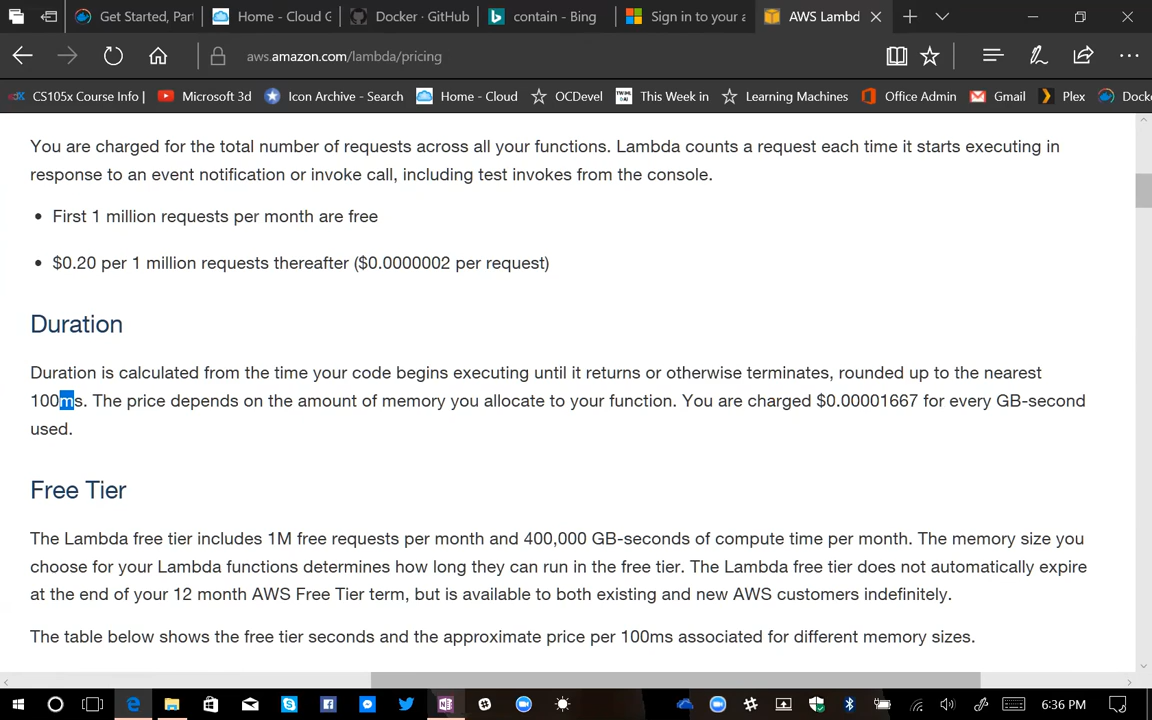 Get Started, Part
Home - Cloud G
Docker · GitHub
contain - Bing
Sign in to your a
AWS Lambd
aws.amazon.com/lambda/pricing
CS105x Course Info |
Microsoft 3d
Icon Archive - Search
Home - Cloud
OCDevel
This Week in
Learning Machines
Office Admin
Gmail
Plex
Docke
You are charged for the total number of requests across all your functions. Lambda counts a request each time it starts executing in
response to an event notification or invoke call, including test invokes from the console.
• First 1 million requests per month are free
• $0.20 per 1 million requests thereafter ($0.0000002 per request)
Duration
Duration is calculated from the time your code begins executing until it returns or otherwise terminates, rounded up to the nearest
100ms. The price depends on the amount of memory you allocate to your function. You are charged $0.00001667 for every GB-second
used.
Free Tier
The Lambda free tier includes 1M free requests per month and 400,000 GB-seconds of compute time per month. The memory size you
choose for your Lambda functions determines how long they can run in the free tier. The Lambda free tier does not automatically expire
at the end of your 12 month AWS Free Tier term, but is available to both existing and new AWS customers indefinitely.
The table below shows the free tier seconds and the approximate price per 100ms associated for different memory sizes.
6:36 PM